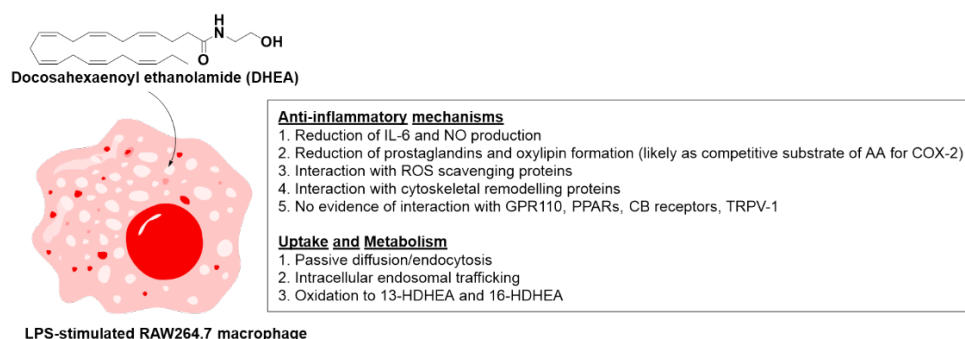 H
N
OH
O
Docosahexaenoyl ethanolamide (DHEA)
Anti-inflammatory mechanisms
1. Reduction of IL-6 and NO production
2. Reduction of prostaglandins and oxylipin formation (likely as competitive substrate of AA for COX-2)
3. Interaction with ROS scavenging proteins
4. Interaction with cytoskeletal remodelling proteins
5. No evidence of interaction with GPR110, PPARs, CB receptors, TRPV-1
Uptake and Metabolism
1. Passive diffusion/endocytosis
2. Intracellular endosomal trafficking
3. Oxidation to 13-HDHEA and 16-HDHEA
LPS-stimulated RAW264.7 macrophage